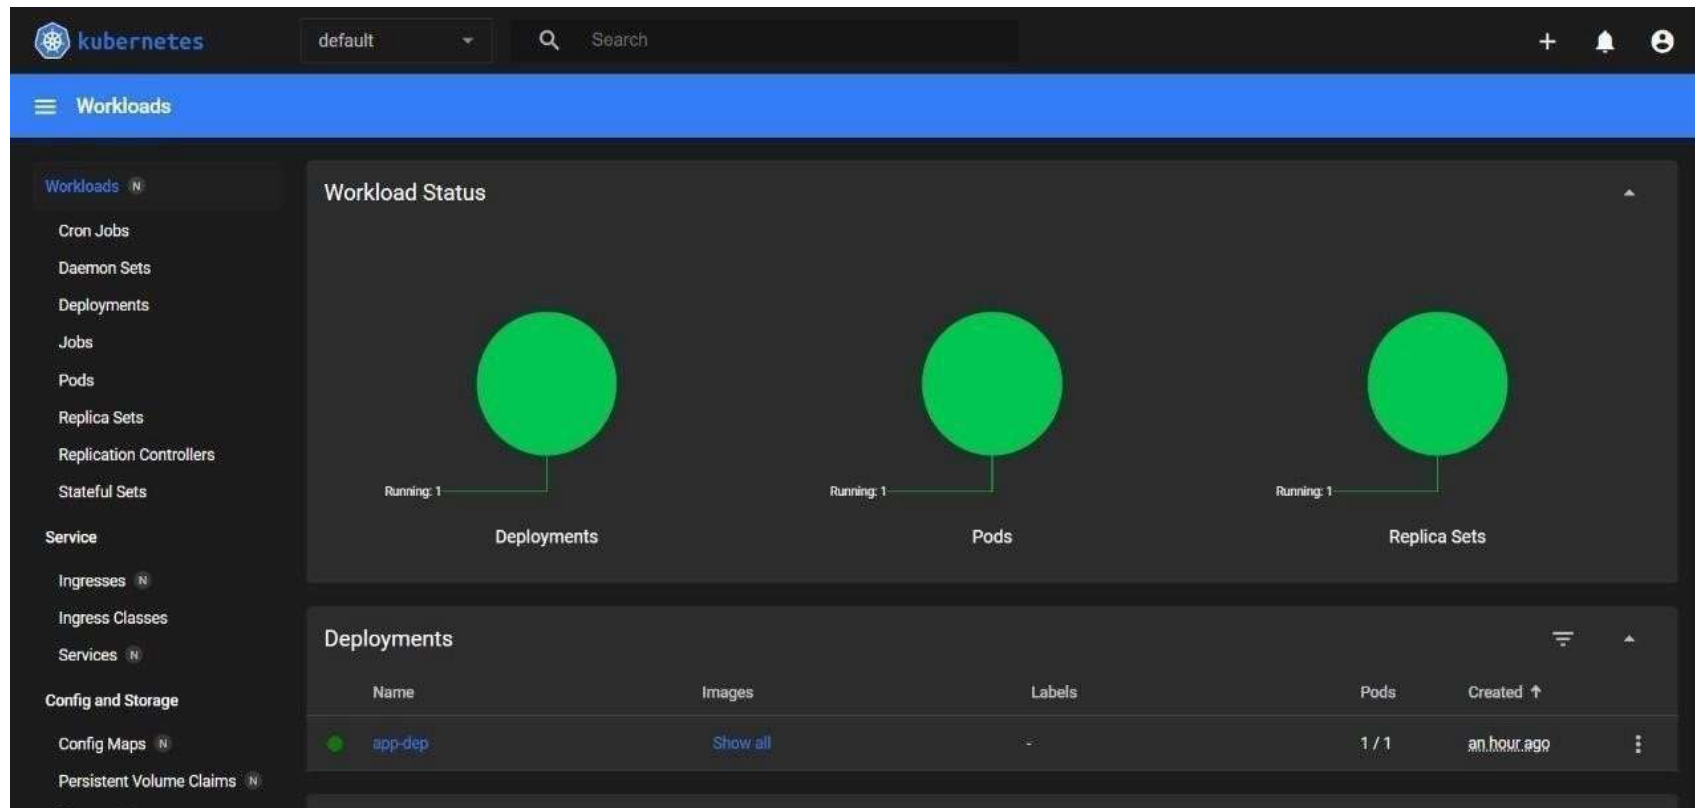 kubernetes
default
Search
Workloads
Workloads N
Cron Jobs
Daemon Sets
Deployments
Jobs
Pods
Replica Sets
Replication Controllers
Stateful Sets
Service
Ingresses N
Ingress Classes
Services N
Config and Storage
Config Maps N
Persistent Volume Claims N
Workload Status
Running: 1
Deployments
Running: 1
Pods
Running: 1
Replica Sets
Deployments
Name Images Labels Pods Created ↑
app-dep Show all - 1 / 1 an hour ago